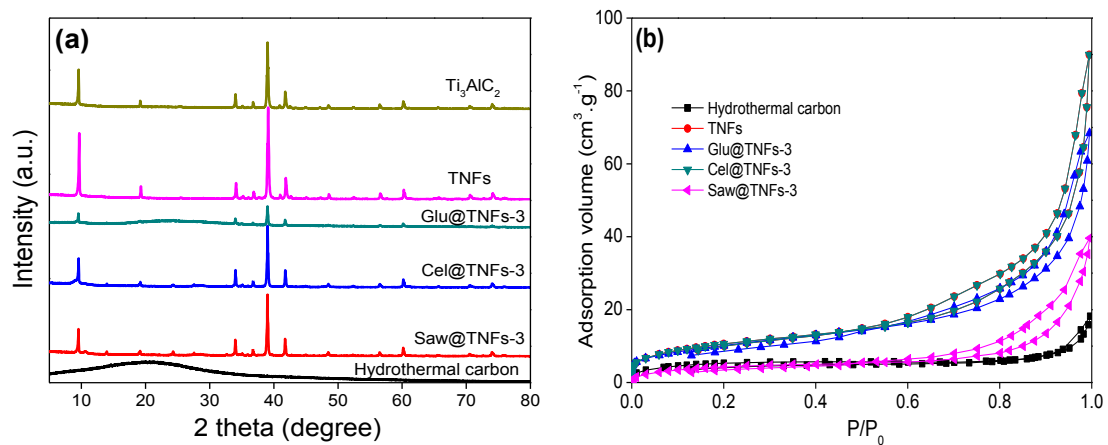 (a)
Ti₃AlC₂
TNFs
Glu@TNFs-3
Cel@TNFs-3
Saw@TNFs-3
Hydrothermal carbon
Intensity (a.u.)
10 20 30 40 50 60 70 80
2 theta (degree)
(b)
Hydrothermal carbon
TNFs
Glu@TNFs-3
Cel@TNFs-3
Saw@TNFs-3
Adsorption volume (cm³.g⁻¹)
100
80
60
40
20
0
0.0 0.2 0.4 0.6 0.8 1.0
P/P₀